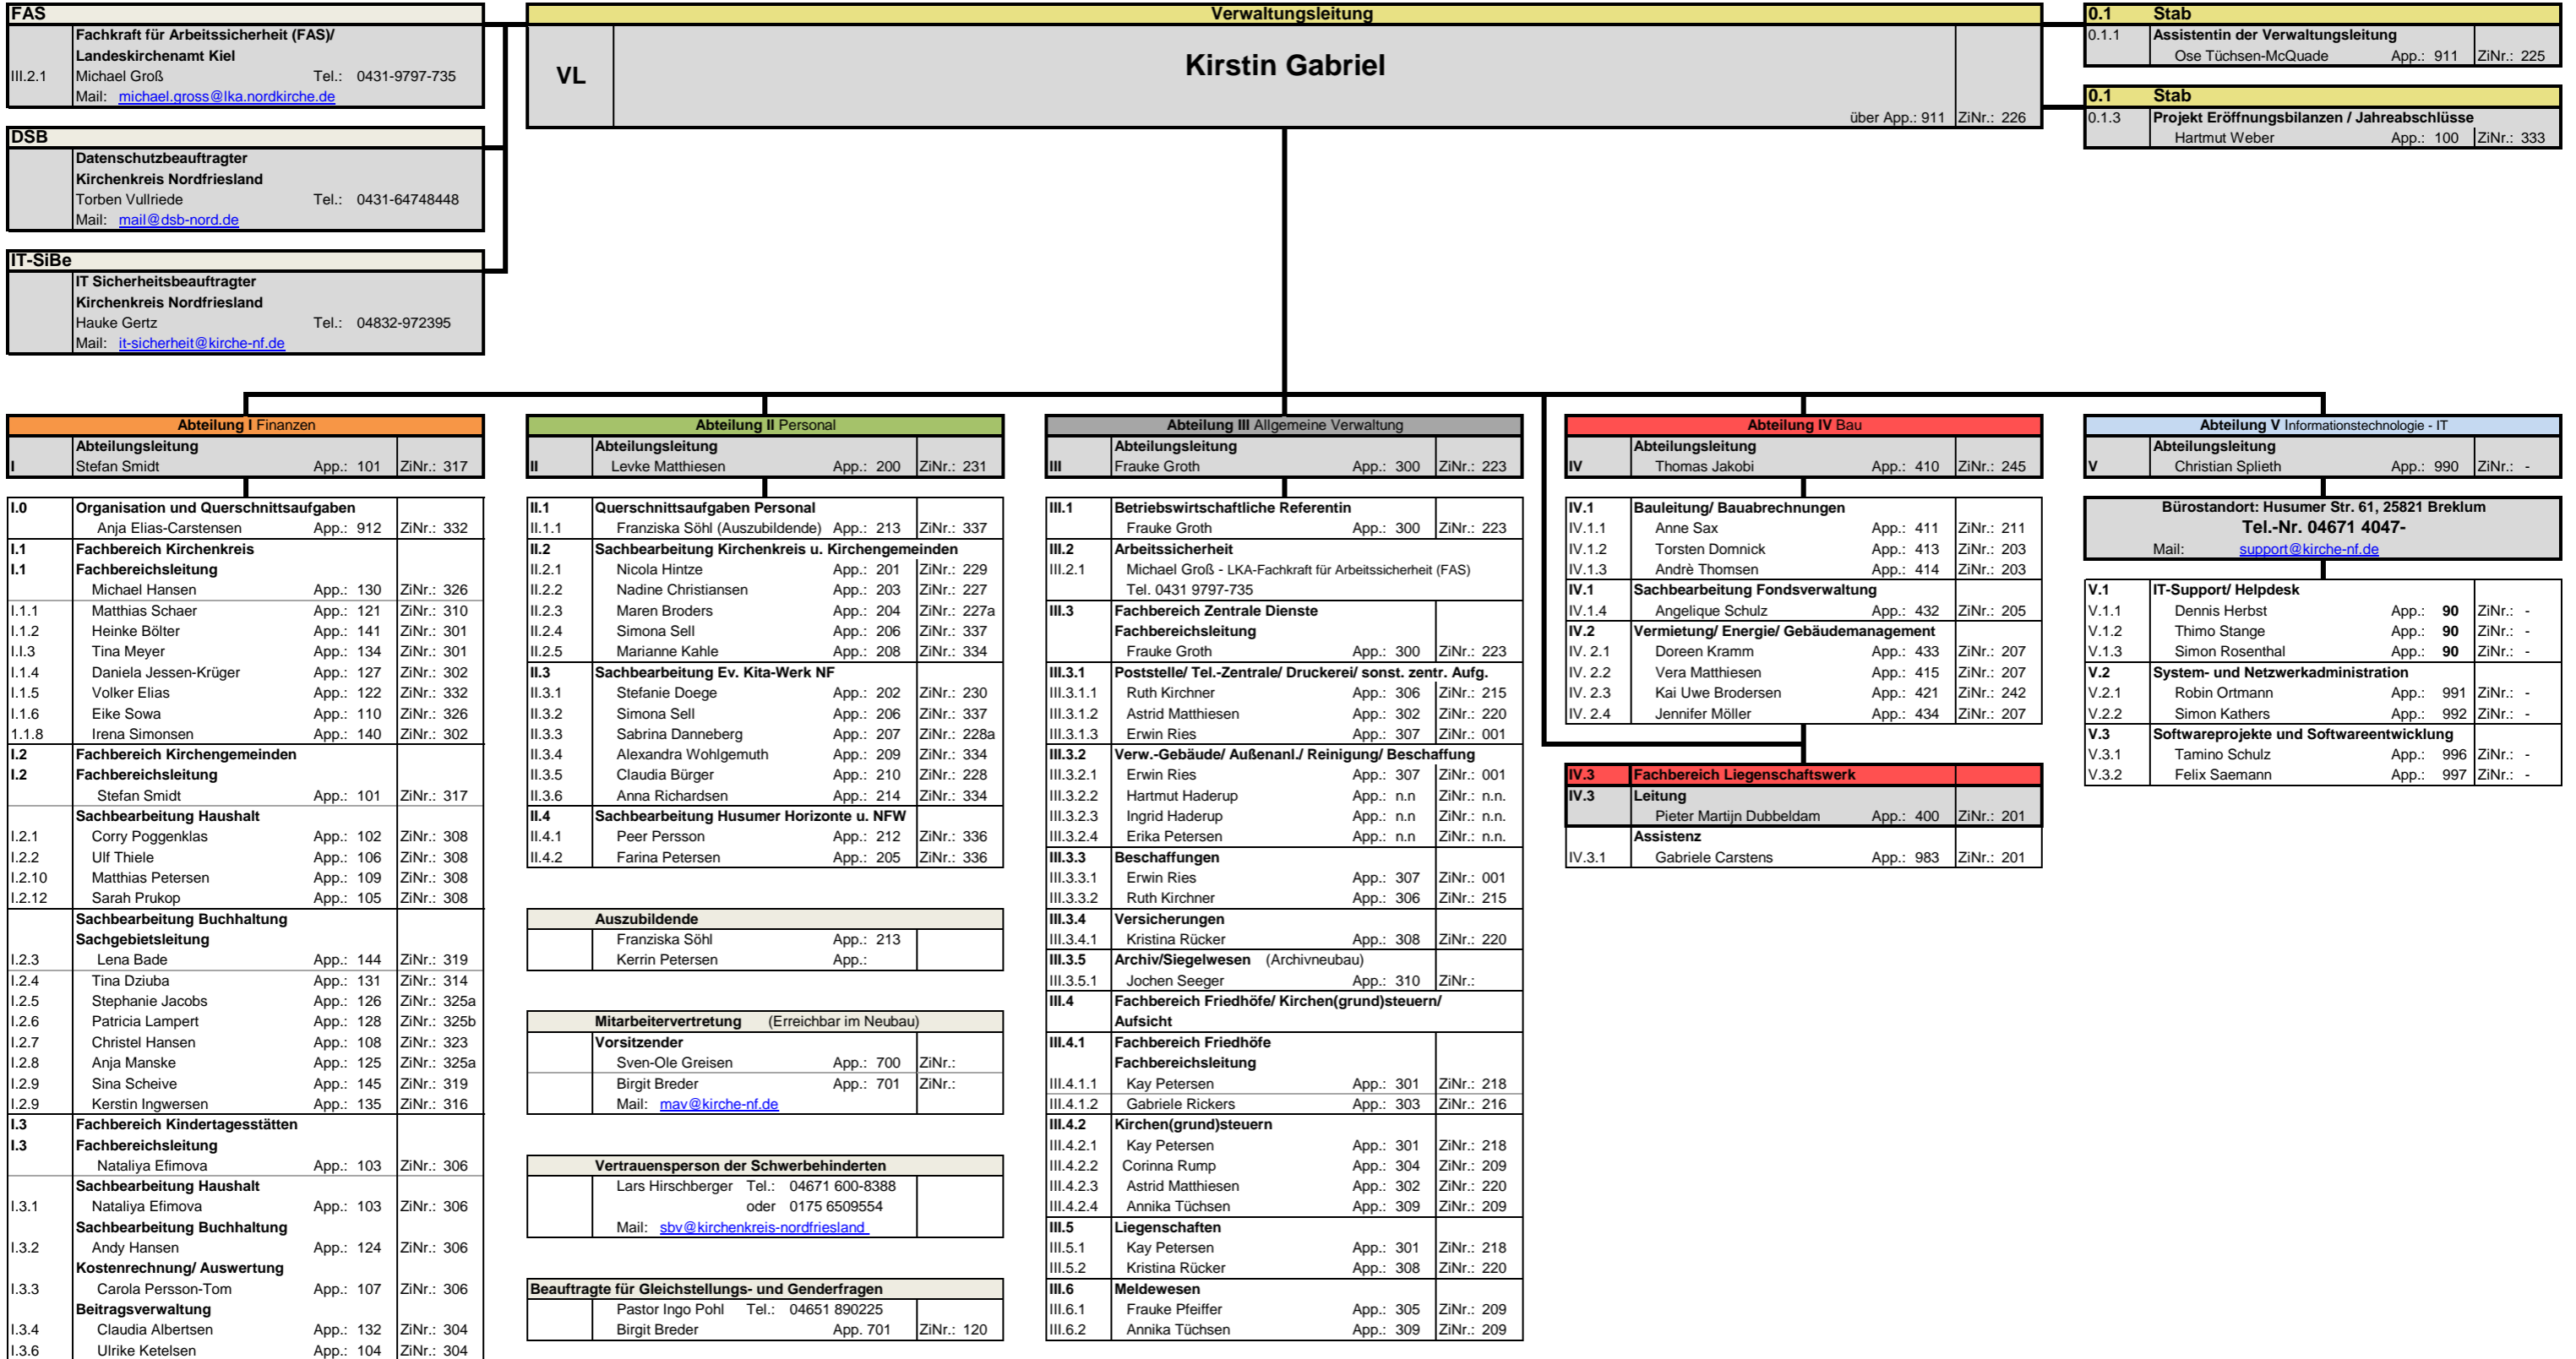 FAS
Fachkraft für Arbeitssicherheit (FAS)/
Landeskirchenamt Kiel
III.2.1 Michael Groß Tel.: 0431-9797-735
Mail: michael.gross@lka.nordkirche.de
DSB
Datenschutzbeauftragter
Kirchenkreis Nordfriesland
Torben Vullriede Tel.: 0431-64748448
Mail: mail@dsb-nord.de
IT-SiBe
IT Sicherheitsbeauftragter
Kirchenkreis Nordfriesland
Hauke Gertz Tel.: 04832-972395
Mail: it-sicherheit@kirche-nf.de
Verwaltungsleitung
VL Kirstin Gabriel
über App.: 911 ZiNr.: 226
0.1 Stab
0.1.1 Assistentin der Verwaltungsleitung
Ose Tüchsen-McQuade App.: 911 ZiNr.: 225
0.1 Stab
0.1.3 Projekt Eröffnungsbilanzen / Jahreabschlüsse
Hartmut Weber App.: 100 ZiNr.: 333
Abteilung I Finanzen
Abteilungsleitung
I Stefan Smidt App.: 101 ZiNr.: 317
I.0 Organisation und Querschnittsaufgaben
Anja Elias-Carstensen App.: 912 ZiNr.: 332
I.1 Fachbereich Kirchenkreis
I.1 Fachbereichsleitung
Michael Hansen App.: 130 ZiNr.: 326
I.1.1 Matthias Schaer App.: 121 ZiNr.: 310
I.1.2 Heinke Bölter App.: 141 ZiNr.: 301
I.I.3 Tina Meyer App.: 134 ZiNr.: 301
I.1.4 Daniela Jessen-Krüger App.: 127 ZiNr.: 302
I.1.5 Volker Elias App.: 122 ZiNr.: 332
I.1.6 Eike Sowa App.: 110 ZiNr.: 326
1.1.8 Irena Simonsen App.: 140 ZiNr.: 302
I.2 Fachbereich Kirchengemeinden
I.2 Fachbereichsleitung
Stefan Smidt App.: 101 ZiNr.: 317
Sachbearbeitung Haushalt
I.2.1 Corry Poggenklas App.: 102 ZiNr.: 308
I.2.2 Ulf Thiele App.: 106 ZiNr.: 308
I.2.10 Matthias Petersen App.: 109 ZiNr.: 308
I.2.12 Sarah Prukop App.: 105 ZiNr.: 308
Sachbearbeitung Buchhaltung
Sachgebietsleitung
I.2.3 Lena Bade App.: 144 ZiNr.: 319
I.2.4 Tina Dziuba App.: 131 ZiNr.: 314
I.2.5 Stephanie Jacobs App.: 126 ZiNr.: 325a
I.2.6 Patricia Lampert App.: 128 ZiNr.: 325b
I.2.7 Christel Hansen App.: 108 ZiNr.: 323
I.2.8 Anja Manske App.: 125 ZiNr.: 325a
I.2.9 Sina Scheive App.: 145 ZiNr.: 319
I.2.9 Kerstin Ingwersen App.: 135 ZiNr.: 316
I.3 Fachbereich Kindertagesstätten
I.3 Fachbereichsleitung
Nataliya Efimova App.: 103 ZiNr.: 306
Sachbearbeitung Haushalt
I.3.1 Nataliya Efimova App.: 103 ZiNr.: 306
Sachbearbeitung Buchhaltung
I.3.2 Andy Hansen App.: 124 ZiNr.: 306
Kostenrechnung/ Auswertung
I.3.3 Carola Persson-Tom App.: 107 ZiNr.: 306
Beitragsverwaltung
I.3.4 Claudia Albertsen App.: 132 ZiNr.: 304
I.3.6 Ulrike Ketelsen App.: 104 ZiNr.: 304
Abteilung II Personal
Abteilungsleitung
II Levke Matthiesen App.: 200 ZiNr.: 231
II.1 Querschnittsaufgaben Personal
II.1.1 Franziska Söhl (Auszubildende) App.: 213 ZiNr.: 337
II.2 Sachbearbeitung Kirchenkreis u. Kirchengemeinden
II.2.1 Nicola Hintze App.: 201 ZiNr.: 229
II.2.2 Nadine Christiansen App.: 203 ZiNr.: 227
II.2.3 Maren Broders App.: 204 ZiNr.: 227a
II.2.4 Simona Sell App.: 206 ZiNr.: 337
II.2.5 Marianne Kahle App.: 208 ZiNr.: 334
II.3 Sachbearbeitung Ev. Kita-Werk NF
II.3.1 Stefanie Doege App.: 202 ZiNr.: 230
II.3.2 Simona Sell App.: 206 ZiNr.: 337
II.3.3 Sabrina Danneberg App.: 207 ZiNr.: 228a
II.3.4 Alexandra Wohlgemuth App.: 209 ZiNr.: 334
II.3.5 Claudia Bürger App.: 210 ZiNr.: 228
II.3.6 Anna Richardsen App.: 214 ZiNr.: 334
II.4 Sachbearbeitung Husumer Horizonte u. NFW
II.4.1 Peer Persson App.: 212 ZiNr.: 336
II.4.2 Farina Petersen App.: 205 ZiNr.: 336
Auszubildende
Franziska Söhl App.: 213
Kerrin Petersen App.:
Mitarbeitervertretung (Erreichbar im Neubau)
Vorsitzender
Sven-Ole Greisen App.: 700 ZiNr.:
Birgit Breder App.: 701 ZiNr.:
Mail: mav@kirche-nf.de
Vertrauensperson der Schwerbehinderten
Lars Hirschberger Tel.: 04671 600-8388
oder 0175 6509554
Mail: sbv@kirchenkreis-nordfriesland
Beauftragte für Gleichstellungs- und Genderfragen
Pastor Ingo Pohl Tel.: 04651 890225
Birgit Breder App. 701 ZiNr.: 120
Abteilung III Allgemeine Verwaltung
Abteilungsleitung
III Frauke Groth App.: 300 ZiNr.: 223
III.1 Betriebswirtschaftliche Referentin
Frauke Groth App.: 300 ZiNr.: 223
III.2 Arbeitssicherheit
III.2.1 Michael Groß - LKA-Fachkraft für Arbeitssicherheit (FAS)
Tel. 0431 9797-735
III.3 Fachbereich Zentrale Dienste
Fachbereichsleitung
Frauke Groth App.: 300 ZiNr.: 223
III.3.1 Poststelle/ Tel.-Zentrale/ Druckerei/ sonst. zentr. Aufg.
III.3.1.1 Ruth Kirchner App.: 306 ZiNr.: 215
III.3.1.2 Astrid Matthiesen App.: 302 ZiNr.: 220
III.3.1.3 Erwin Ries App.: 307 ZiNr.: 001
III.3.2 Verw.-Gebäude/ Außenanl./ Reinigung/ Beschaffung
III.3.2.1 Erwin Ries App.: 307 ZiNr.: 001
III.3.2.2 Hartmut Haderup App.: n.n ZiNr.: n.n.
III.3.2.3 Ingrid Haderup App.: n.n ZiNr.: n.n.
III.3.2.4 Erika Petersen App.: n.n ZiNr.: n.n.
III.3.3 Beschaffungen
III.3.3.1 Erwin Ries App.: 307 ZiNr.: 001
III.3.3.2 Ruth Kirchner App.: 306 ZiNr.: 215
III.3.4 Versicherungen
III.3.4.1 Kristina Rücker App.: 308 ZiNr.: 220
III.3.5 Archiv/Siegelwesen (Archivneubau)
III.3.5.1 Jochen Seeger App.: 310 ZiNr.:
III.4 Fachbereich Friedhöfe/ Kirchen(grund)steuern/
Aufsicht
III.4.1 Fachbereich Friedhöfe
Fachbereichsleitung
III.4.1.1 Kay Petersen App.: 301 ZiNr.: 218
III.4.1.2 Gabriele Rickers App.: 303 ZiNr.: 216
III.4.2 Kirchen(grund)steuern
III.4.2.1 Kay Petersen App.: 301 ZiNr.: 218
III.4.2.2 Corinna Rump App.: 304 ZiNr.: 209
III.4.2.3 Astrid Matthiesen App.: 302 ZiNr.: 220
III.4.2.4 Annika Tüchsen App.: 309 ZiNr.: 209
III.5 Liegenschaften
III.5.1 Kay Petersen App.: 301 ZiNr.: 218
III.5.2 Kristina Rücker App.: 308 ZiNr.: 220
III.6 Meldewesen
III.6.1 Frauke Pfeiffer App.: 305 ZiNr.: 209
III.6.2 Annika Tüchsen App.: 309 ZiNr.: 209
Abteilung IV Bau
Abteilungsleitung
IV Thomas Jakobi App.: 410 ZiNr.: 245
IV.1 Bauleitung/ Bauabrechnungen
IV.1.1 Anne Sax App.: 411 ZiNr.: 211
IV.1.2 Torsten Domnick App.: 413 ZiNr.: 203
IV.1.3 Andrè Thomsen App.: 414 ZiNr.: 203
IV.1 Sachbearbeitung Fondsverwaltung
IV.1.4 Angelique Schulz App.: 432 ZiNr.: 205
IV.2 Vermietung/ Energie/ Gebäudemanagement
IV. 2.1 Doreen Kramm App.: 433 ZiNr.: 207
IV. 2.2 Vera Matthiesen App.: 415 ZiNr.: 207
IV. 2.3 Kai Uwe Brodersen App.: 421 ZiNr.: 242
IV. 2.4 Jennifer Möller App.: 434 ZiNr.: 207
IV.3 Fachbereich Liegenschaftswerk
IV.3 Leitung
Pieter Martijn Dubbeldam App.: 400 ZiNr.: 201
Assistenz
IV.3.1 Gabriele Carstens App.: 983 ZiNr.: 201
Abteilung V Informationstechnologie - IT
Abteilungsleitung
V Christian Splieth App.: 990 ZiNr.: -
Bürostandort: Husumer Str. 61, 25821 Breklum
Tel.-Nr. 04671 4047-
Mail: support@kirche-nf.de
V.1 IT-Support/ Helpdesk
V.1.1 Dennis Herbst App.: 90 ZiNr.: -
V.1.2 Thimo Stange App.: 90 ZiNr.: -
V.1.3 Simon Rosenthal App.: 90 ZiNr.: -
V.2 System- und Netzwerkadministration
V.2.1 Robin Ortmann App.: 991 ZiNr.: -
V.2.2 Simon Kathers App.: 992 ZiNr.: -
V.3 Softwareprojekte und Softwareentwicklung
V.3.1 Tamino Schulz App.: 996 ZiNr.: -
V.3.2 Felix Saemann App.: 997 ZiNr.: -